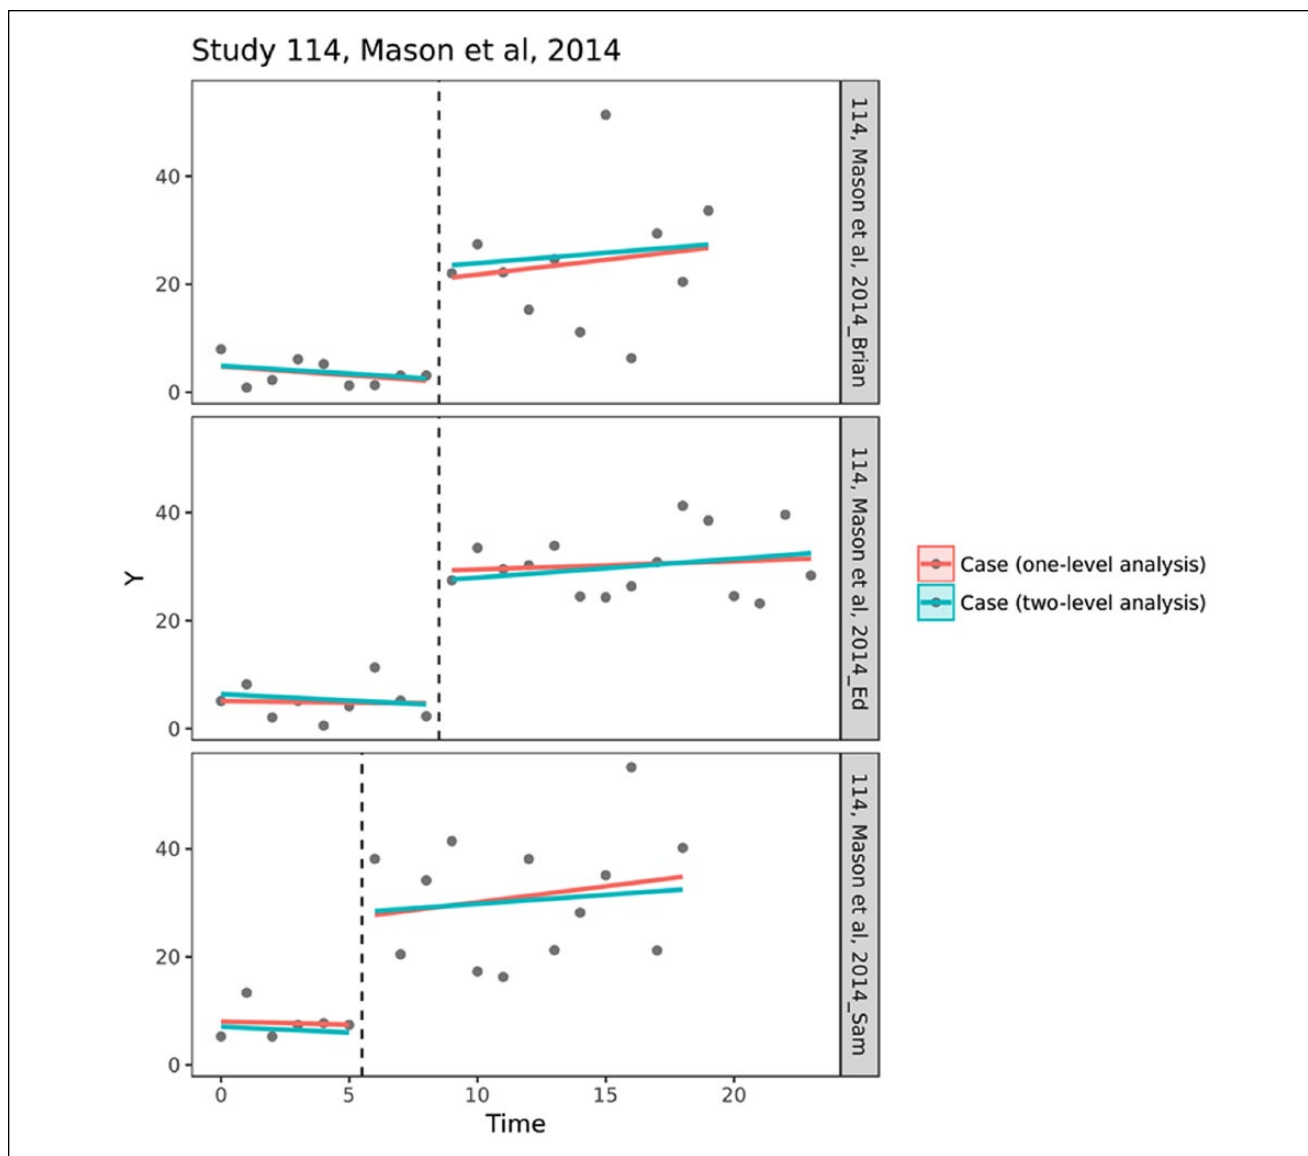 Study 114, Mason et al, 2014
40
20
0
114, Mason et al, 2014_Brian
40
20
0
114, Mason et al, 2014_Ed
Y
Case (one-level analysis)
Case (two-level analysis)
40
20
0
114, Mason et al, 2014_Sam
0 5 10 15 20
Time